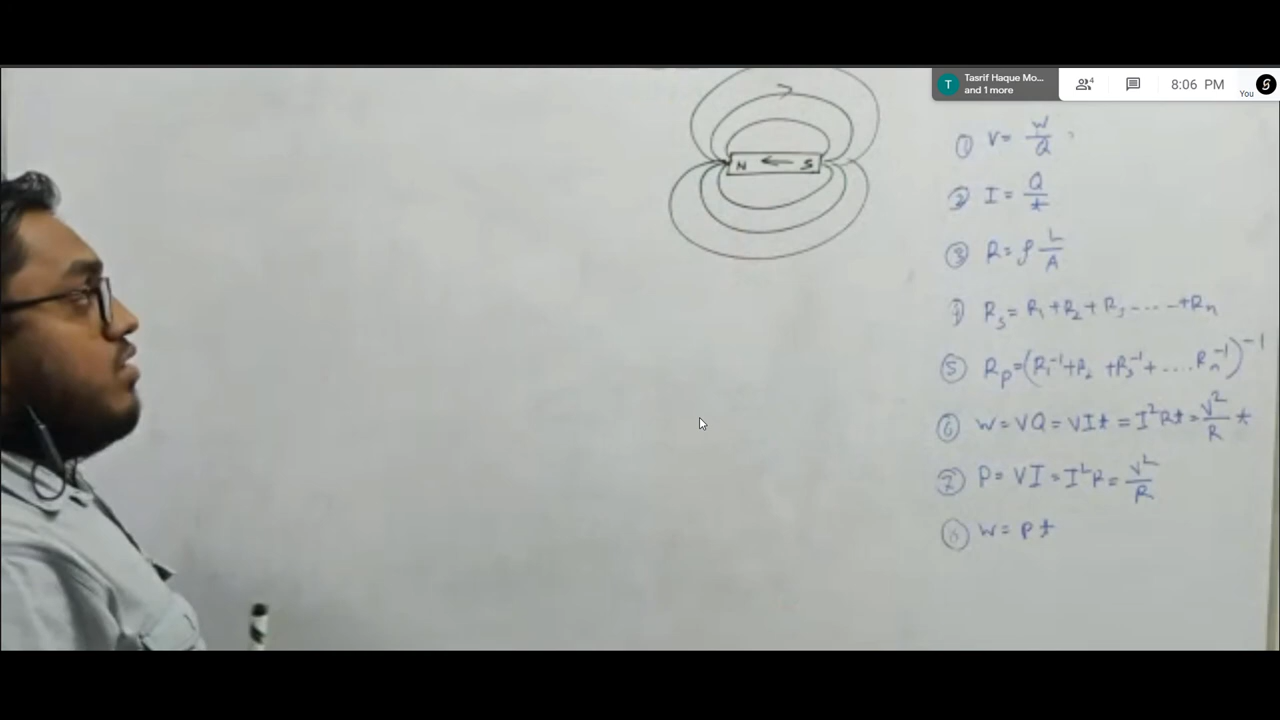 Tasrif Haque Mo...
and 1 more
4
8:06 PM
You
N ← S
① V = W/Q
② I = Q/t
③ R = ρ L/A
④ Rs = R1 + R2 + R3 ---- + Rn
⑤ Rp = (R1⁻¹ + R2 + R3⁻¹ + .... Rn⁻¹)⁻¹
⑥ W = VQ = VIt = I²Rt = V²/R t
⑦ P = VI = I²R = V²/R
⑧ W = Pt